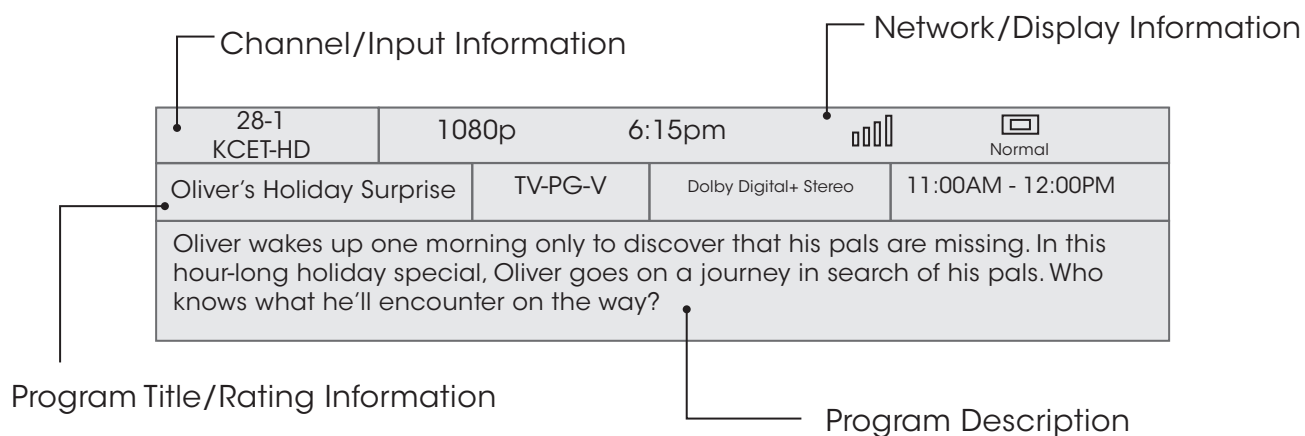 Channel/Input Information
Network/Display Information
28-1
KCET-HD
1080p
6:15pm
Normal
Oliver's Holiday Surprise
TV-PG-V
Dolby Digital+ Stereo
11:00AM - 12:00PM
Oliver wakes up one morning only to discover that his pals are missing. In this
hour-long holiday special, Oliver goes on a journey in search of his pals. Who
knows what he'll encounter on the way?
Program Title/Rating Information
Program Description